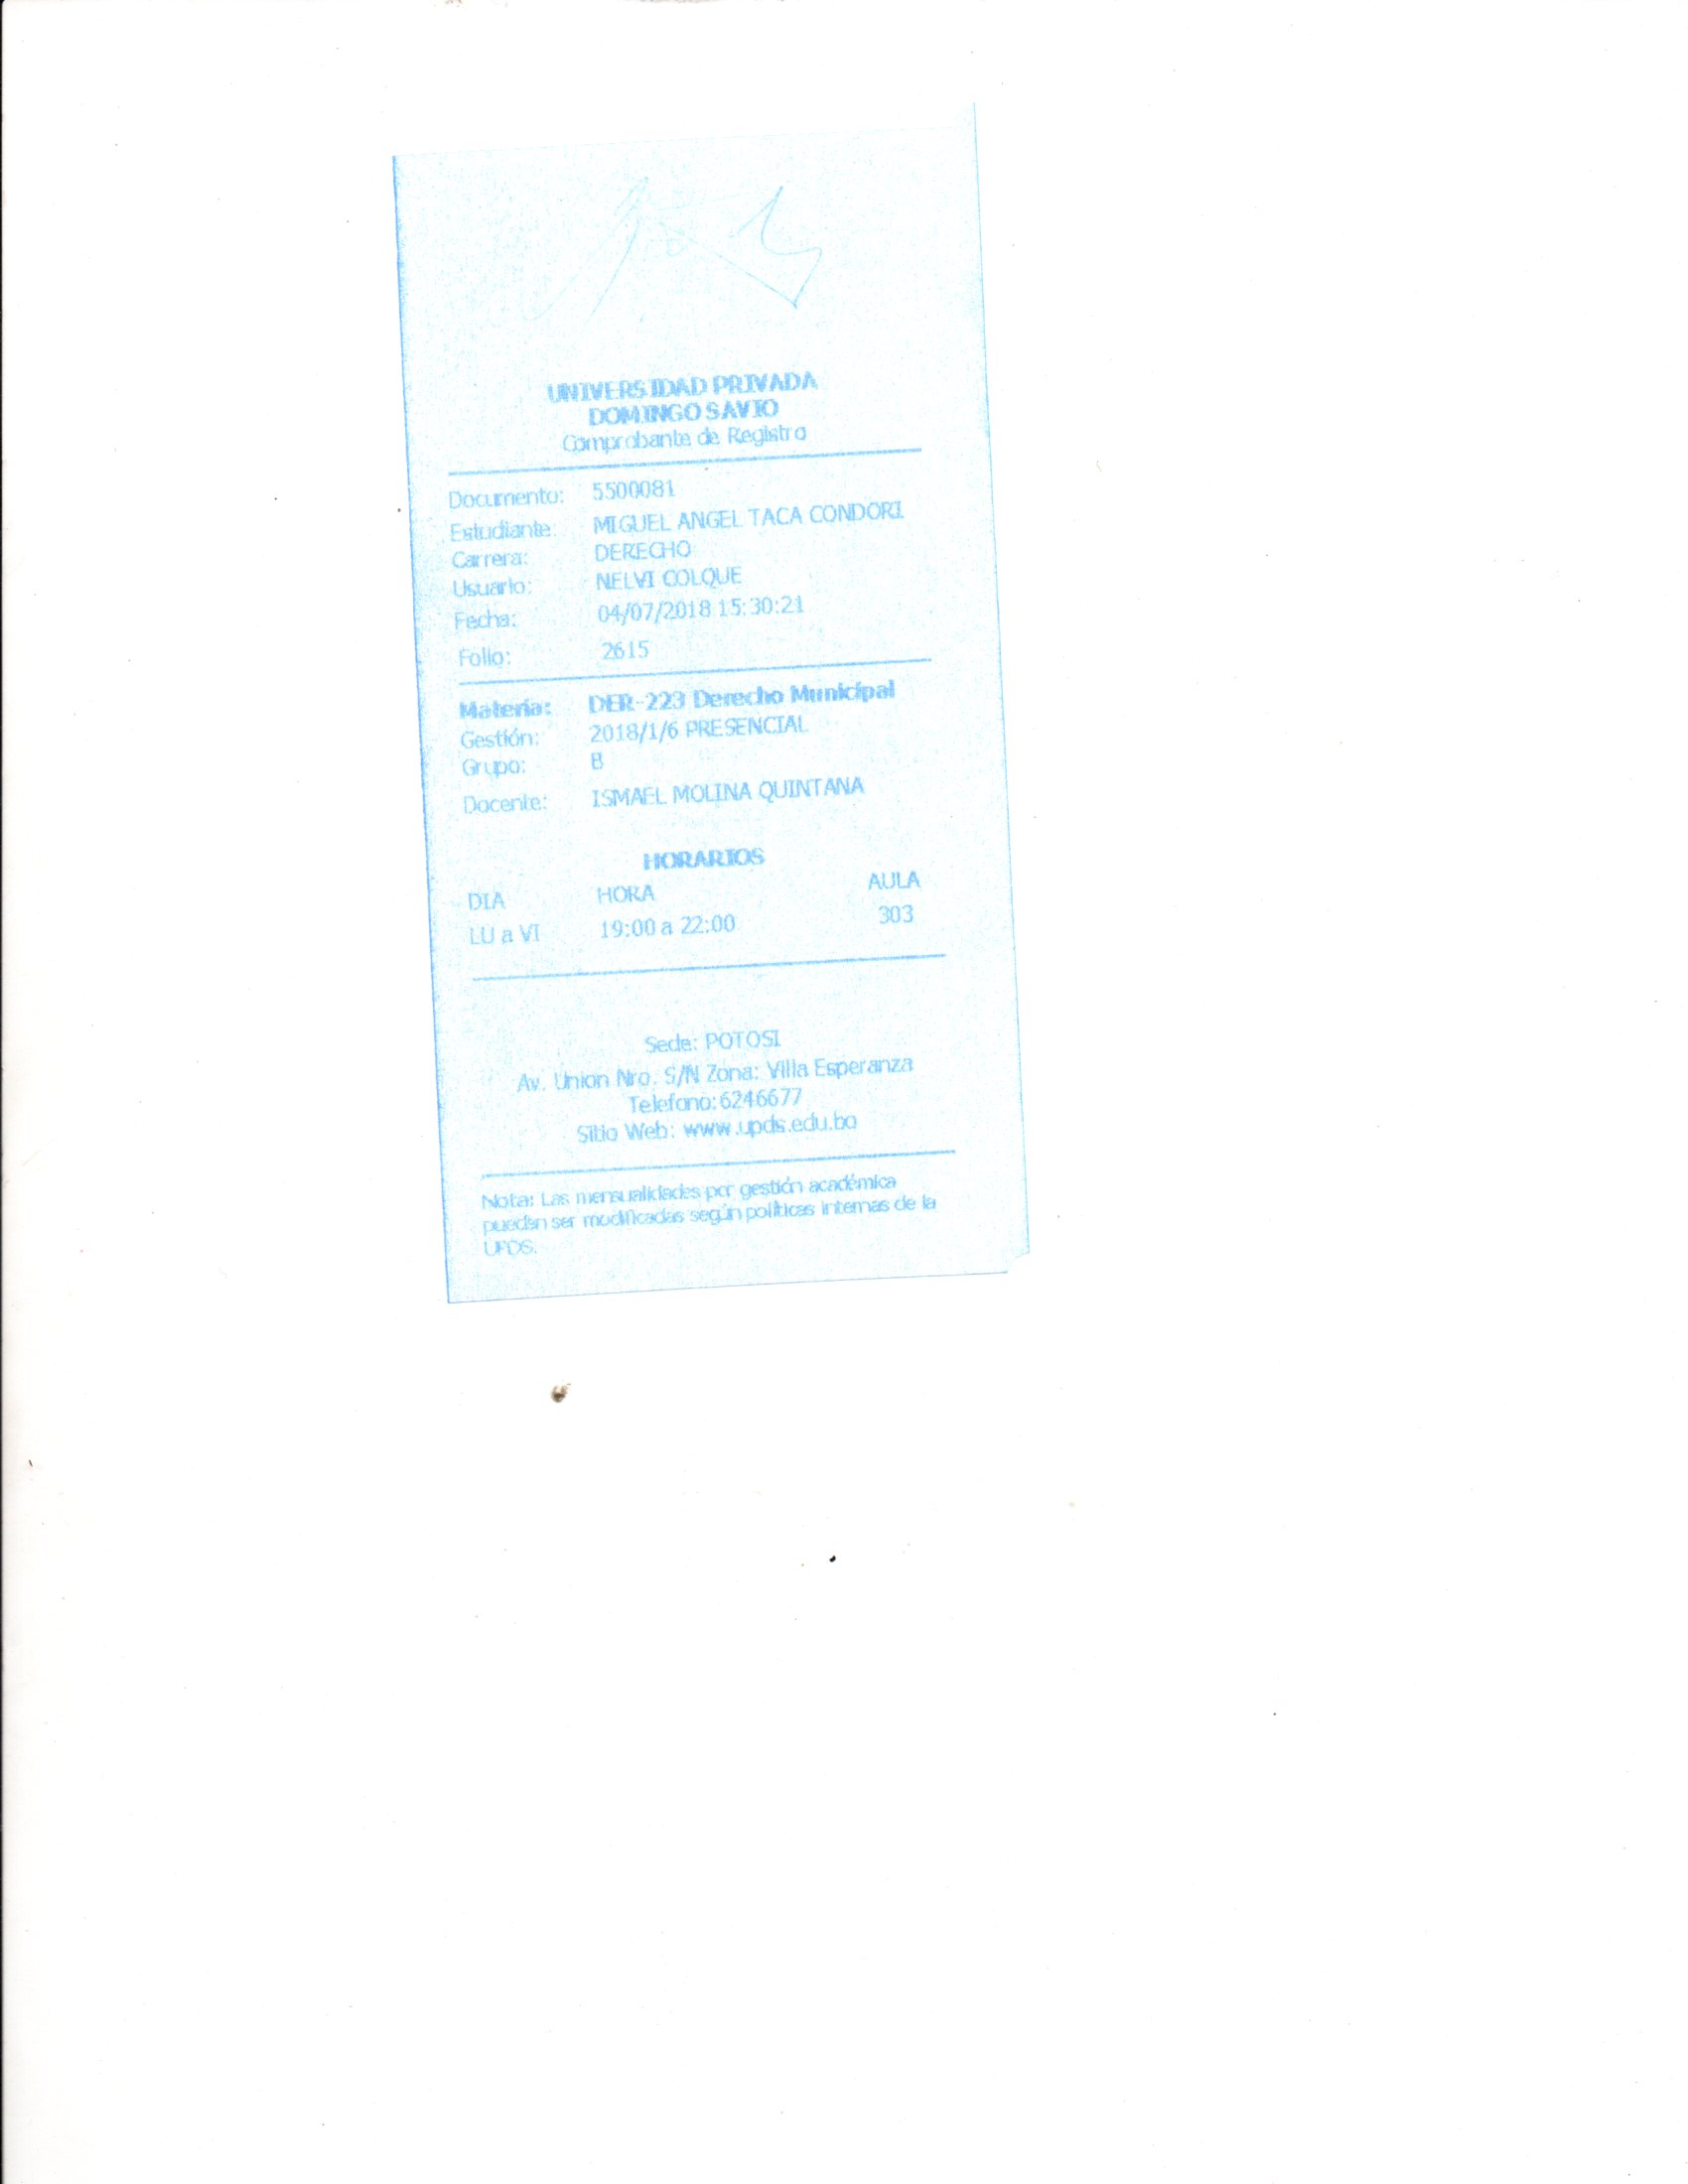 UNIVERSIDAD PRIVADA
DOMINGO SAVIO
Comprobante de Registro
Documento: 5500081
Estudiante: MIGUEL ANGEL TACA CONDORI
Carrera: DERECHO
Usuario: NELVI COLQUE
Fecha: 04/07/2018 15:30:21
Folio: 2615
Materia: DER-223 Derecho Municipal
Gestión: 2018/1/6 PRESENCIAL
Grupo: B
Docente: ISMAEL MOLINA QUINTANA
HORARIOS
DIA HORA AULA
LU a VI 19:00 a 22:00 303
Sede: POTOSI
Av. Union Nro. S/N Zona: Villa Esperanza
Telefono:6246677
Sitio Web: www.upds.edu.bo
Nota: Las mensualidades por gestión académica
pueden ser modificadas según políticas internas de la
UPDS.